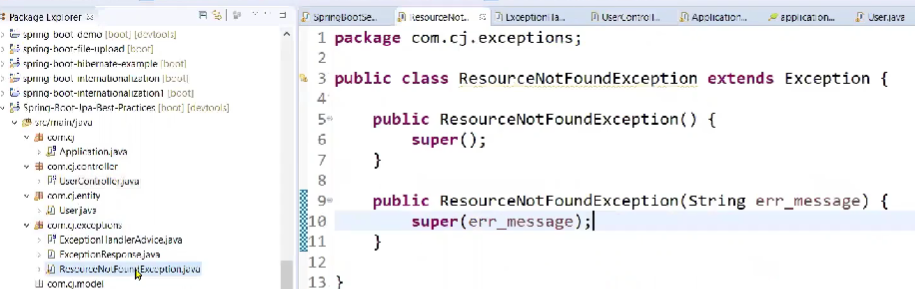 Package Explorer
spring-boot-demo [boot] [devtools]
spring-boot-file-upload [boot]
spring-boot-hibernate-example [boot]
spring-boot-internationalization [boot]
spring-boot-internationalization1 [boot]
Spring-Boot-Jpa-Best-Practices [boot] [devtools]
src/main/java
com.cj
Application.java
com.cj.controller
UserController.java
com.cj.entity
User.java
com.cj.exceptions
ExceptionHandlerAdvice.java
ExceptionResponse.java
ResourceNotFoundException.java
com.cj.model
SpringBootSe... ResourceNot... ExceptionHa... UserControll... Application.... application.... User.java
1 package com.cj.exceptions;
2
3 public class ResourceNotFoundException extends Exception {
4
5 public ResourceNotFoundException() {
6 super();
7 }
8
9 public ResourceNotFoundException(String err_message) {
10 super(err_message);
11 }
12
13 }